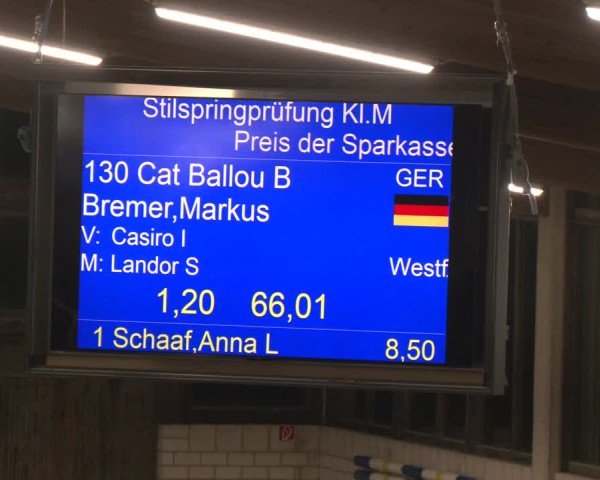 Stilspringprüfung Kl.M
Preis der Sparkasse
130 Cat Ballou B GER
Bremer,Markus
V: Casiro I
M: Landor S Westf.
1,20 66,01
1 Schaaf,Anna L 8,50